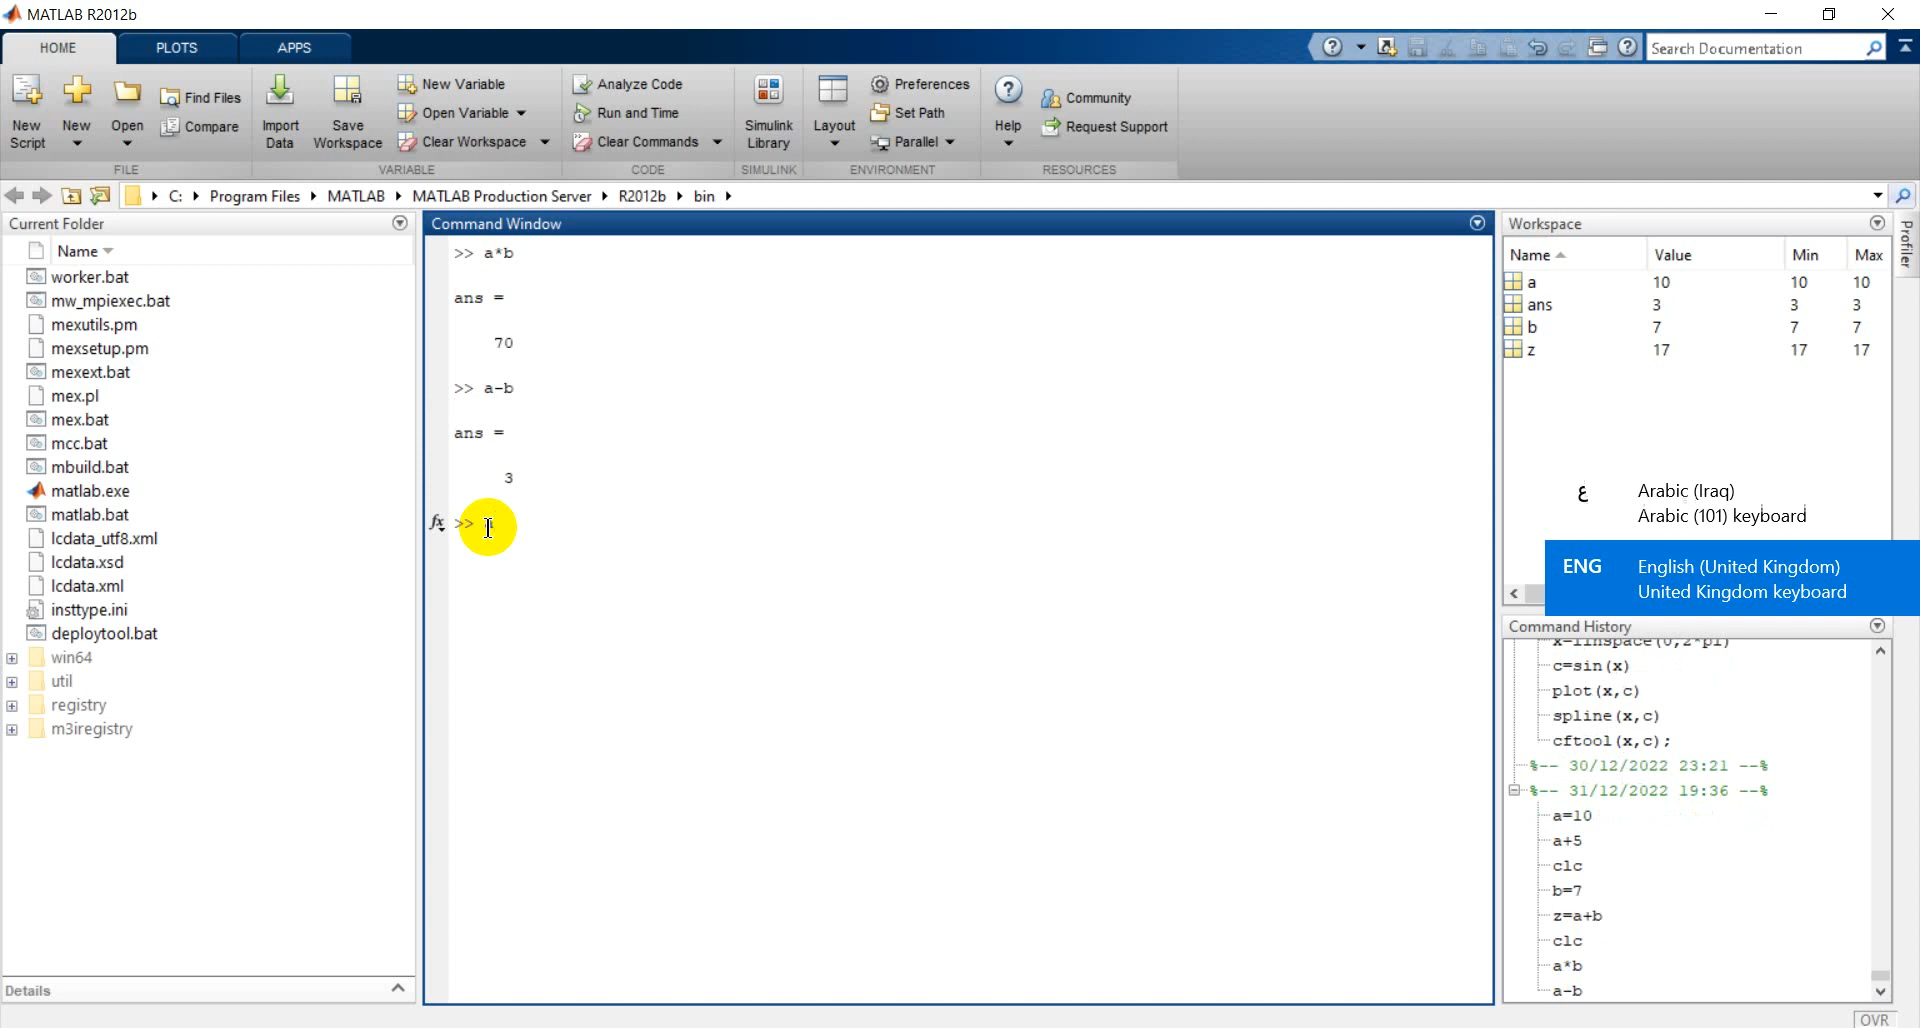 MATLAB R2012b
HOME
PLOTS
APPS
Search Documentation
New Script
New
Open
Find Files
Compare
FILE
Import Data
Save Workspace
New Variable
Open Variable
Clear Workspace
VARIABLE
Analyze Code
Run and Time
Clear Commands
CODE
Simulink Library
SIMULINK
Layout
Preferences
Set Path
Parallel
ENVIRONMENT
Help
Community
Request Support
RESOURCES
C: Program Files MATLAB MATLAB Production Server R2012b bin
Current Folder
Name
worker.bat
mw_mpiexec.bat
mexutils.pm
mexsetup.pm
mexext.bat
mex.pl
mex.bat
mcc.bat
mbuild.bat
matlab.exe
matlab.bat
lcdata_utf8.xml
lcdata.xsd
lcdata.xml
insttype.ini
deploytool.bat
win64
util
registry
m3iregistry
Details
Command Window
>> a*b
ans =
70
>> a-b
ans =
3
fx >>
Workspace
Name Value Min Max
a 10 10 10
ans 3 3 3
b 7 7 7
z 17 17 17
Profiler
ع Arabic (Iraq)
Arabic (101) keyboard
ENG English (United Kingdom)
United Kingdom keyboard
Command History
x=linspace(0,2*pi)
c=sin(x)
plot(x,c)
spline(x,c)
cftool(x,c);
%-- 30/12/2022 23:21 --%
%-- 31/12/2022 19:36 --%
a=10
a+5
clc
b=7
z=a+b
clc
a*b
a-b
OVR